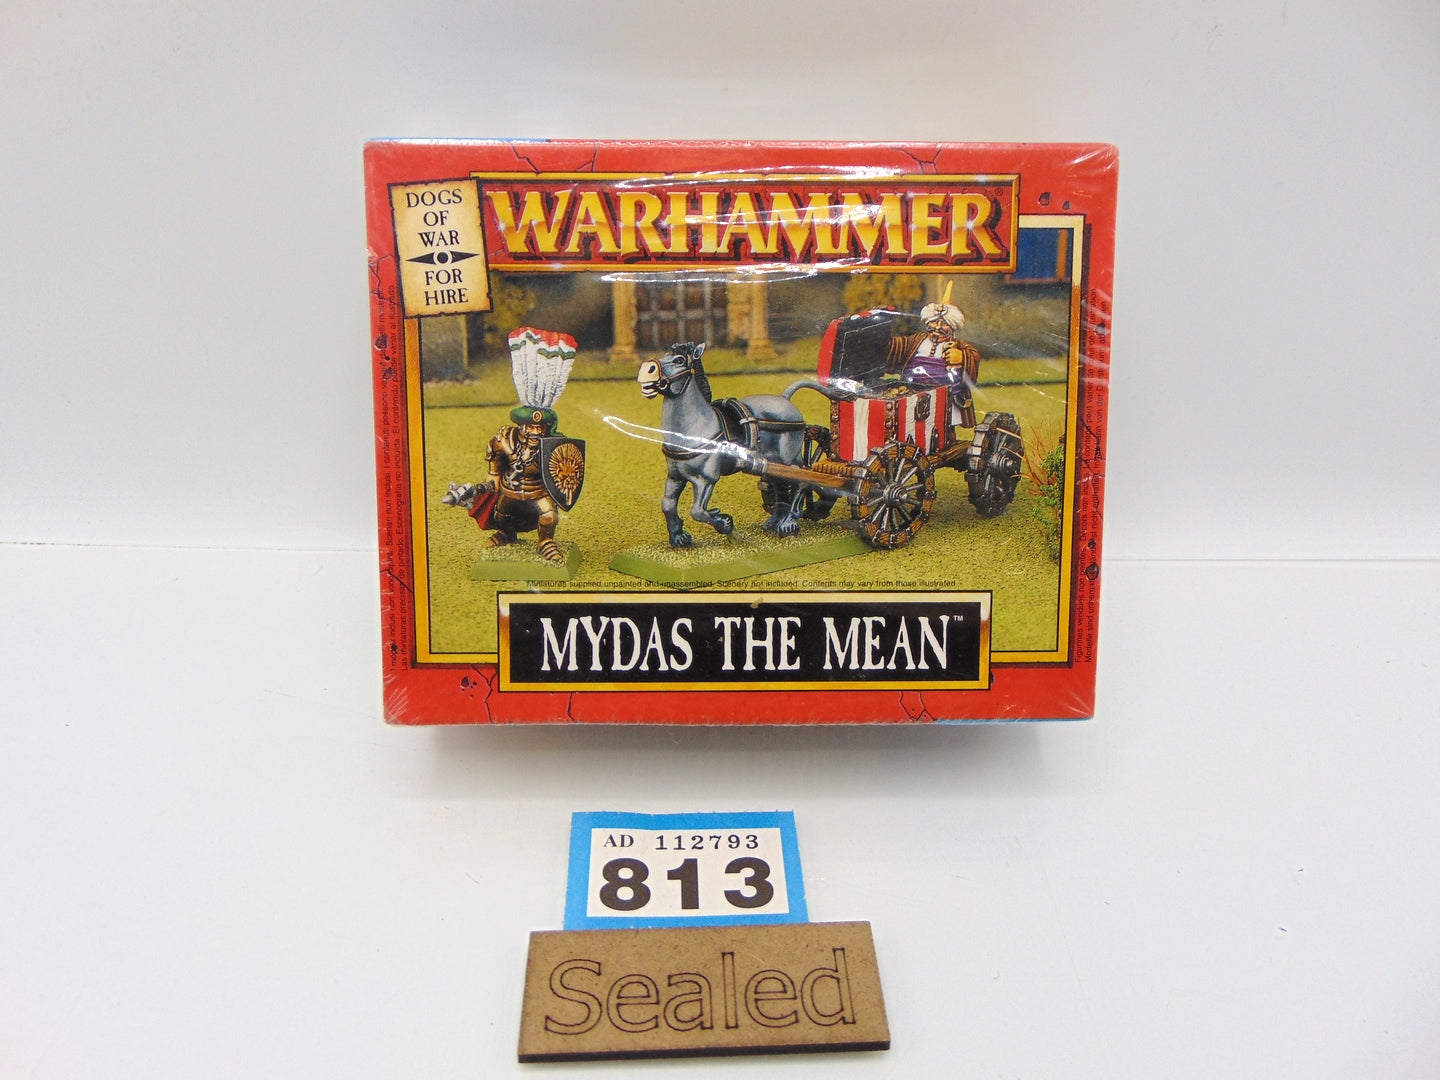 DOGS
OF
WAR
FOR
HIRE
WARHAMMER®
Miniatures supplied unpainted and unassembled. Scenery not included. Contents may vary from those illustrated.
MYDAS THE MEAN™
AD 112793
813
Sealed